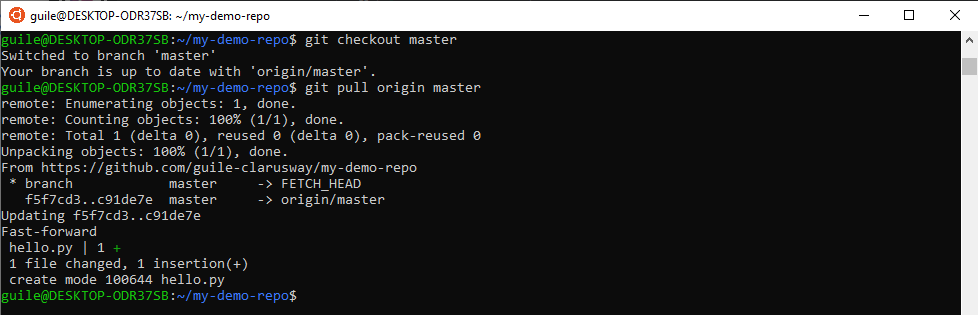 guile@DESKTOP-ODR37SB: ~/my-demo-repo
guile@DESKTOP-ODR37SB:~/my-demo-repo$ git checkout master
Switched to branch 'master'
Your branch is up to date with 'origin/master'.
guile@DESKTOP-ODR37SB:~/my-demo-repo$ git pull origin master
remote: Enumerating objects: 1, done.
remote: Counting objects: 100% (1/1), done.
remote: Total 1 (delta 0), reused 0 (delta 0), pack-reused 0
Unpacking objects: 100% (1/1), done.
From https://github.com/guile-clarusway/my-demo-repo
 * branch            master     -> FETCH_HEAD
   f5f7cd3..c91de7e  master     -> origin/master
Updating f5f7cd3..c91de7e
Fast-forward
 hello.py | 1 +
 1 file changed, 1 insertion(+)
 create mode 100644 hello.py
guile@DESKTOP-ODR37SB:~/my-demo-repo$